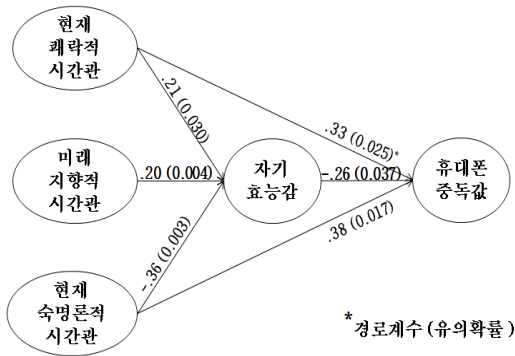 현재
쾌락적
시간관
.21 (0.030)
.33 (0.025)*
미래
지향적
시간관
.20 (0.004)
자기
효능감
-.26 (0.037)
휴대폰
중독값
-.36 (0.003)
.38 (0.017)
현재
숙명론적
시간관
*경로계수 (유의확률)